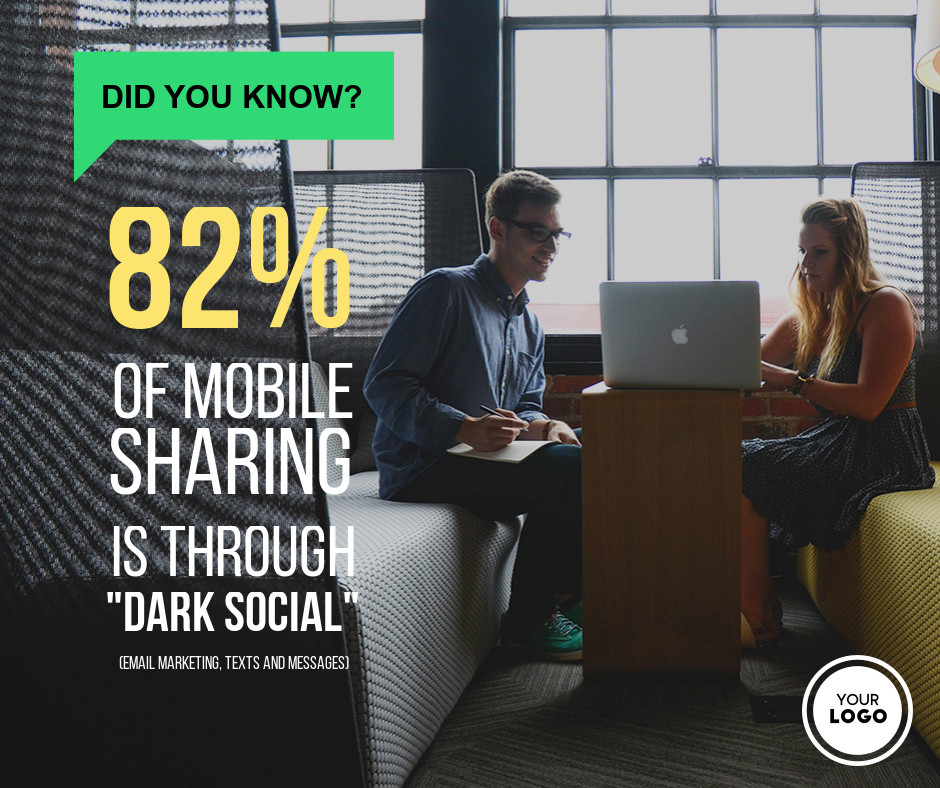 DID YOU KNOW?
82%
OF MOBILE
SHARING
IS THROUGH
"DARK SOCIAL"
(EMAIL MARKETING, TEXTS AND MESSAGES)
YOUR
LOGO